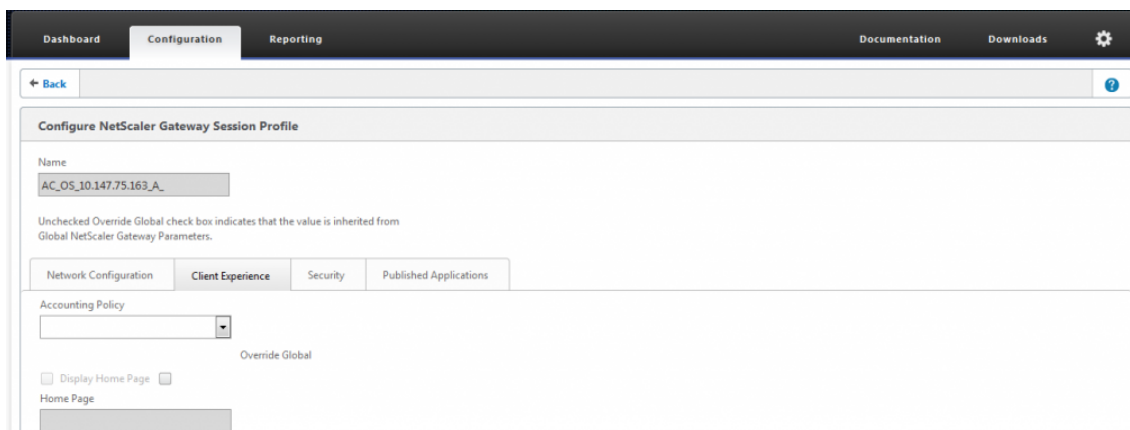 Dashboard Configuration Reporting Documentation Downloads
Back
Configure NetScaler Gateway Session Profile
Name
AC_OS_10.147.75.163_A_
Unchecked Override Global check box indicates that the value is inherited from
Global NetScaler Gateway Parameters.
Network Configuration Client Experience Security Published Applications
Accounting Policy
Override Global
Display Home Page
Home Page